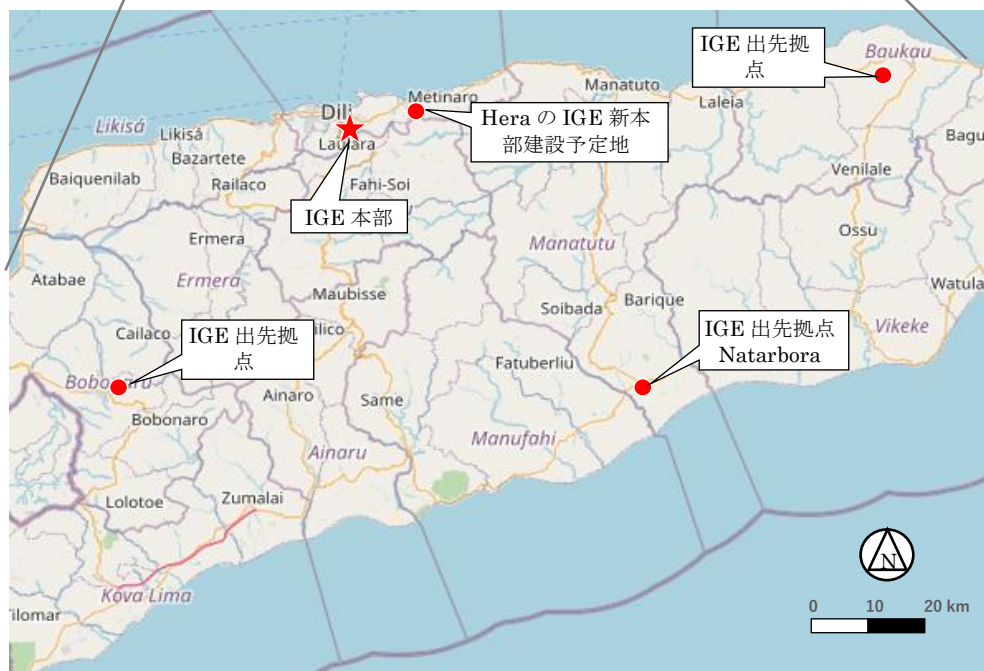 IGE 出先拠
点
Baukau
Manatuto
Laleia
Metinaro
Dili
Hera の IGE 新本
部建設予定地
Likisá
Likisá
Laulara
Bazartete
Baiquenilab
Railaco
Fahi-Soi
Venilale
IGE 本部
Ossu
Ermera
Manatutu
Atabae
Ermera
Maubisse
Soibada
Barique
Watula
Vikeke
Cailaco
IGE 出先拠
点
IGE 出先拠点
Natarbora
Fatuberliu
Ainaro
Same
Bobonaro
Manufahi
Ainaru
Lolotoe
Zumalai
Kova Lima
N
0 10 20 km